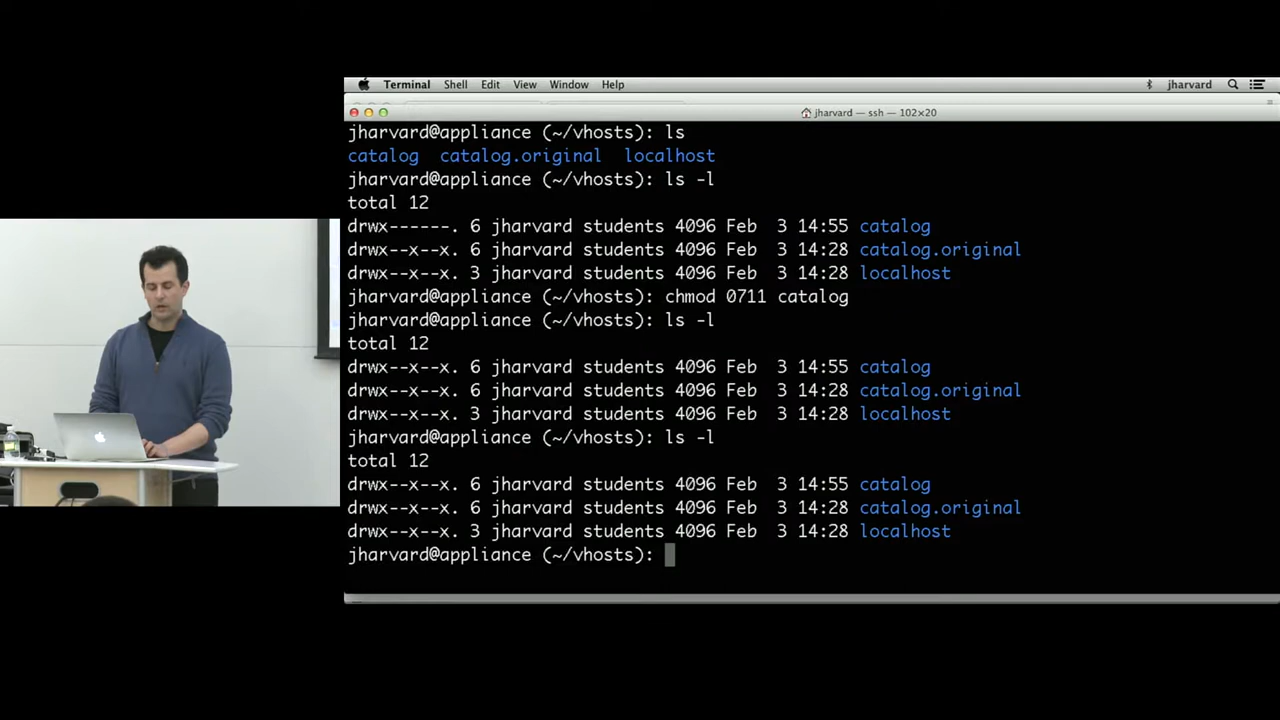 Terminal Shell Edit View Window Help jharvard
jharvard — ssh — 102×20
jharvard@appliance (~/vhosts): ls
catalog catalog.original localhost
jharvard@appliance (~/vhosts): ls -l
total 12
drwx------. 6 jharvard students 4096 Feb 3 14:55 catalog
drwx--x--x. 6 jharvard students 4096 Feb 3 14:28 catalog.original
drwx--x--x. 3 jharvard students 4096 Feb 3 14:28 localhost
jharvard@appliance (~/vhosts): chmod 0711 catalog
jharvard@appliance (~/vhosts): ls -l
total 12
drwx--x--x. 6 jharvard students 4096 Feb 3 14:55 catalog
drwx--x--x. 6 jharvard students 4096 Feb 3 14:28 catalog.original
drwx--x--x. 3 jharvard students 4096 Feb 3 14:28 localhost
jharvard@appliance (~/vhosts): ls -l
total 12
drwx--x--x. 6 jharvard students 4096 Feb 3 14:55 catalog
drwx--x--x. 6 jharvard students 4096 Feb 3 14:28 catalog.original
drwx--x--x. 3 jharvard students 4096 Feb 3 14:28 localhost
jharvard@appliance (~/vhosts):